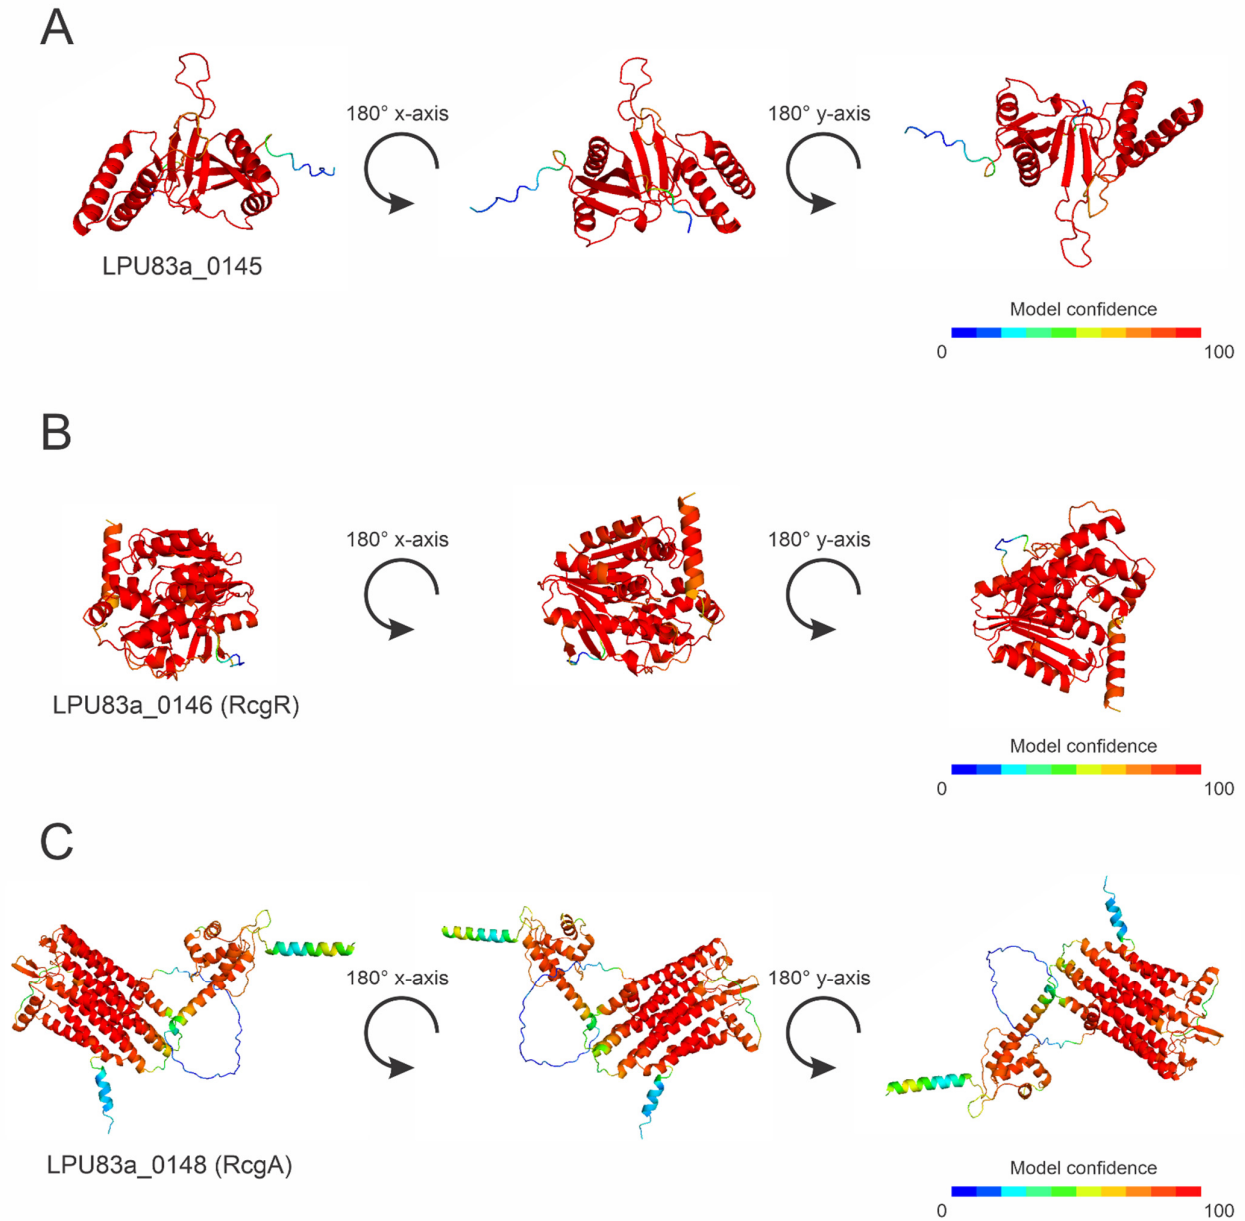 A
180° x-axis
180° y-axis
LPU83a_0145
Model confidence
0
100
B
180° x-axis
180° y-axis
LPU83a_0146 (RcgR)
Model confidence
0
100
C
180° x-axis
180° y-axis
LPU83a_0148 (RcgA)
Model confidence
0
100